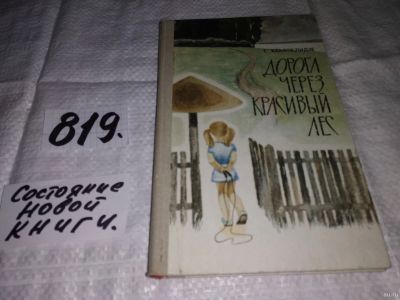 819.
Состояние
новой
книги.
ДОРОГА
ЧЕРЕЗ
КРАСИВЫЙ
ЛЕС